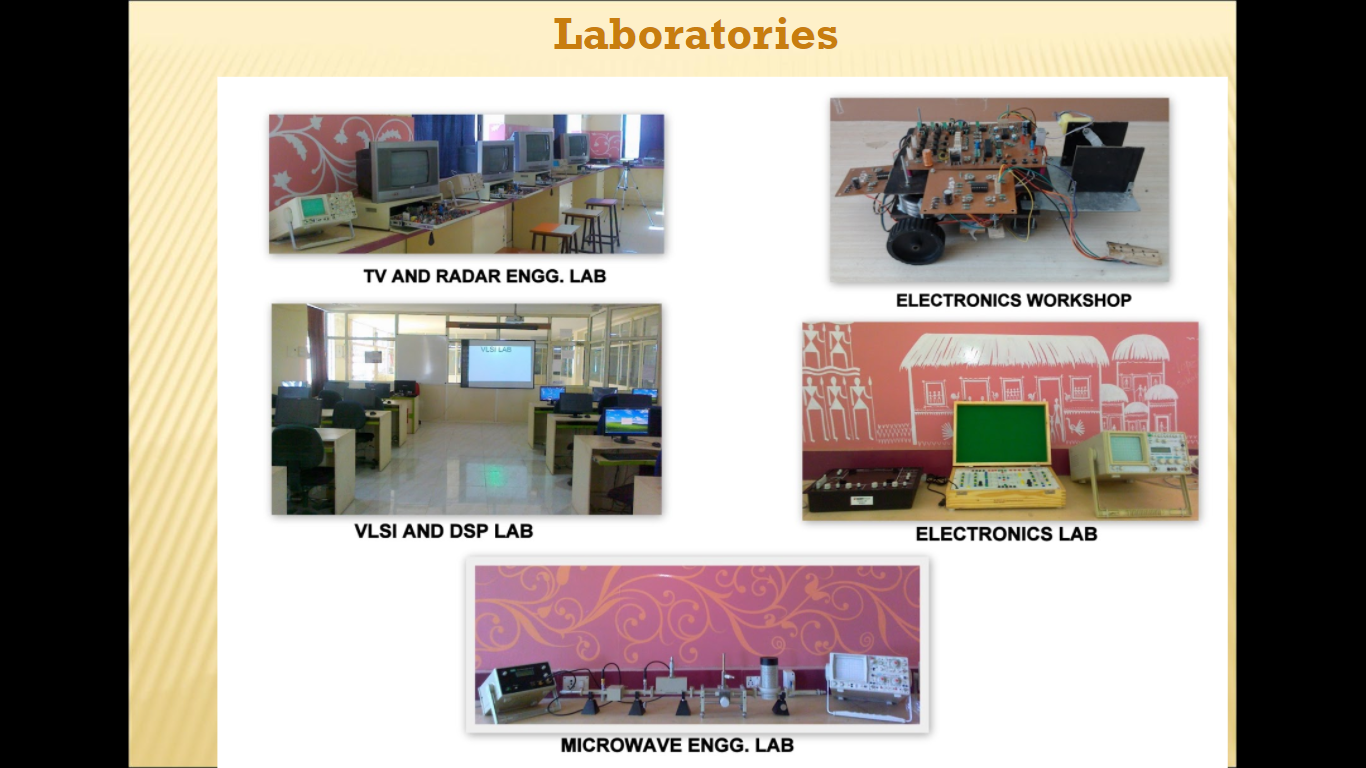 Laboratories
TV AND RADAR ENGG. LAB
ELECTRONICS WORKSHOP
VLSI LAB
VLSI AND DSP LAB
ELECTRONICS LAB
MICROWAVE ENGG. LAB